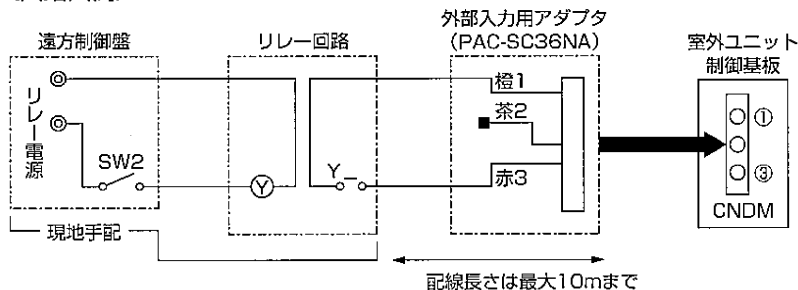 遠方制御盤
リレー回路
外部入力用アダプタ
(PAC-SC36NA)
室外ユニット
制御基板
リレー電源
SW2
Y
Y
橙1
茶2
赤3
①
③
CNDM
現地手配
配線長さは最大10mまで